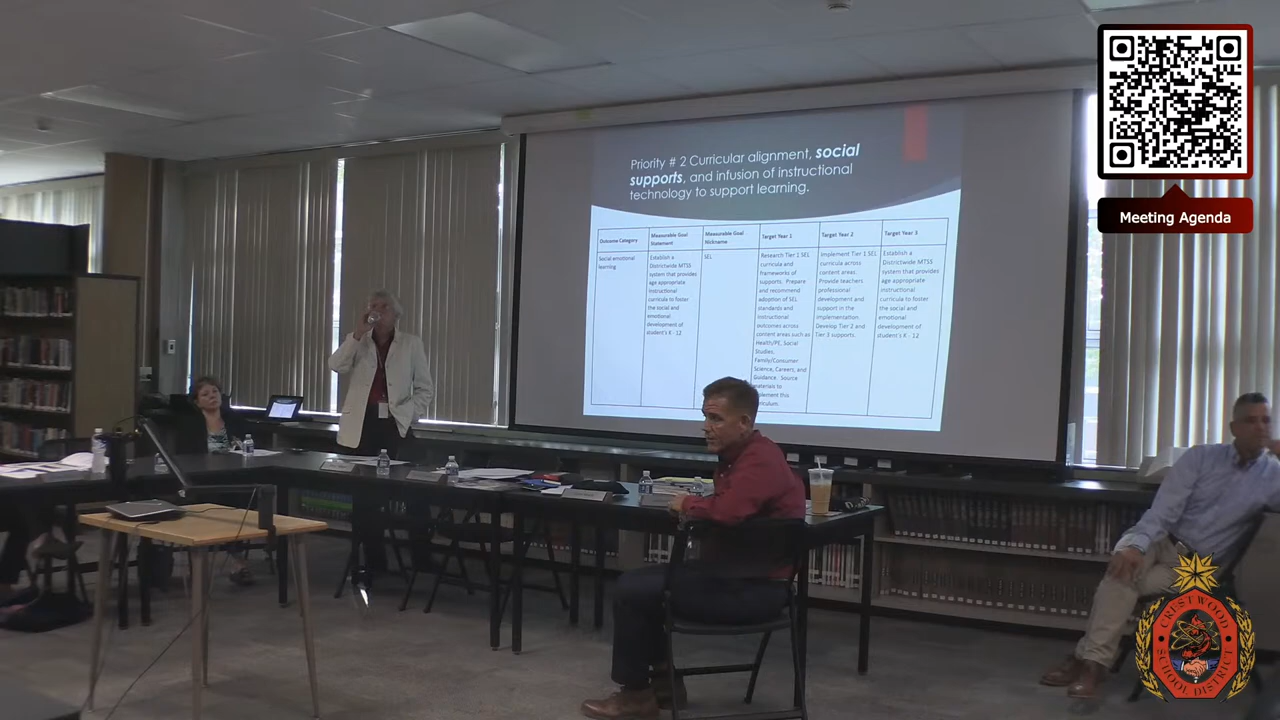 Priority # 2 Curricular alignment, social
supports, and infusion of instructional
technology to support learning.
Outcome Category
Measurable Goal
Statement
Measurable Goal
Nickname
Target Year 1
Target Year 2
Target Year 3
Social emotional
learning
Establish a
Districtwide MTSS
system that provides
age appropriate
instructional
curricula to foster
the social and
emotional
development of
student's K - 12
SEL
Research Tier 1 SEL
curricula and
frameworks of
supports. Prepare
and recommend
adoption of SEL
standards and
instructional
outcomes across
content areas such as
Health/PE, Social
Studies,
Family/Consumer
Science, Careers, and
Guidance. Source
materials to
implement this
curriculum.
Implement Tier 1 SEL
curricula across
content areas.
Provide teachers
professional
development and
support in the
implementation.
Develop Tier 2 and
Tier 3 supports.
Establish a
Districtwide MTSS
system that provides
age appropriate
instructional
curricula to foster
the social and
emotional
development of
student's K - 12
Meeting Agenda
CRESTWOOD
SCHOOL DISTRICT